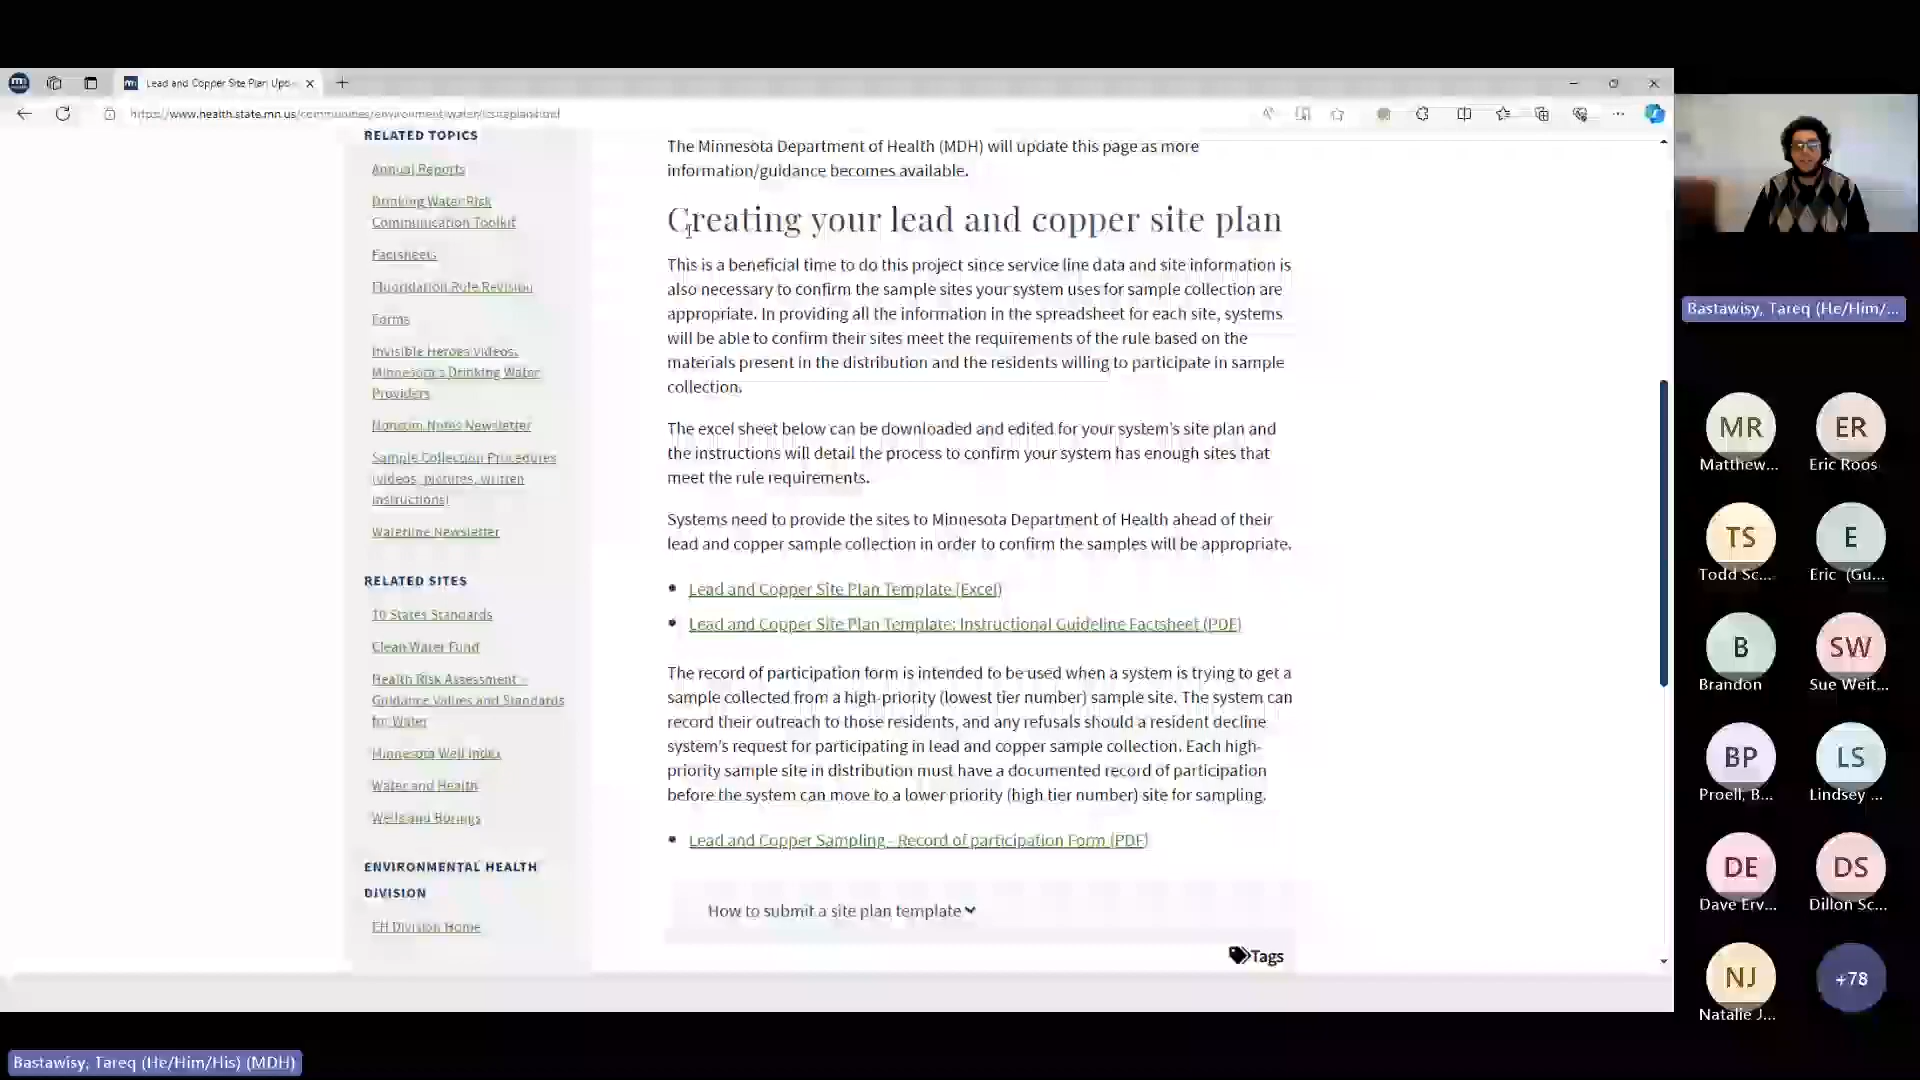 Lead and Copper Site Plan Upd
https://www.health.state.mn.us/communities/environment/water/
RELATED TOPICS
Annual Reports
Drinking Water Risk
Communication Toolkit
Factsheets
Fluoridation Rule Revision
Forms
Invisible Heroes Videos:
Minnesota's Drinking Water
Providers
Noncom Notes Newsletter
Sample Collection Procedures
(videos, pictures, written
instructions)
Waterline Newsletter
RELATED SITES
10 States Standards
Clean Water Fund
Health Risk Assessment -
Guidance Values and Standards
for Water
Minnesota Well Index
Water and Health
Wells and Borings
ENVIRONMENTAL HEALTH
DIVISION
EH Division Home
The Minnesota Department of Health (MDH) will update this page as more
information/guidance becomes available.
Creating your lead and copper site plan
This is a beneficial time to do this project since service line data and site information is
also necessary to confirm the sample sites your system uses for sample collection are
appropriate. In providing all the information in the spreadsheet for each site, systems
will be able to confirm their sites meet the requirements of the rule based on the
materials present in the distribution and the residents willing to participate in sample
collection.
The excel sheet below can be downloaded and edited for your system's site plan and
the instructions will detail the process to confirm your system has enough sites that
meet the rule requirements.
Systems need to provide the sites to Minnesota Department of Health ahead of their
lead and copper sample collection in order to confirm the samples will be appropriate.
• Lead and Copper Site Plan Template (Excel)
• Lead and Copper Site Plan Template: Instructional Guideline Factsheet (PDF)
The record of participation form is intended to be used when a system is trying to get a
sample collected from a high-priority (lowest tier number) sample site. The system can
record their outreach to those residents, and any refusals should a resident decline
system's request for participating in lead and copper sample collection. Each high-
priority sample site in distribution must have a documented record of participation
before the system can move to a lower priority (high tier number) site for sampling.
• Lead and Copper Sampling - Record of participation Form (PDF)
How to submit a site plan template
Tags
Bastawisy, Tareq (He/Him/...
MR
Matthew...
ER
Eric Roos
TS
Todd Sc...
E
Eric (Gu...
B
Brandon
SW
Sue Weit...
BP
Proell, B...
LS
Lindsey ...
DE
Dave Erv...
DS
Dillon Sc...
NJ
Natalie J...
+78
Bastawisy, Tareq (He/Him/His) (MDH)